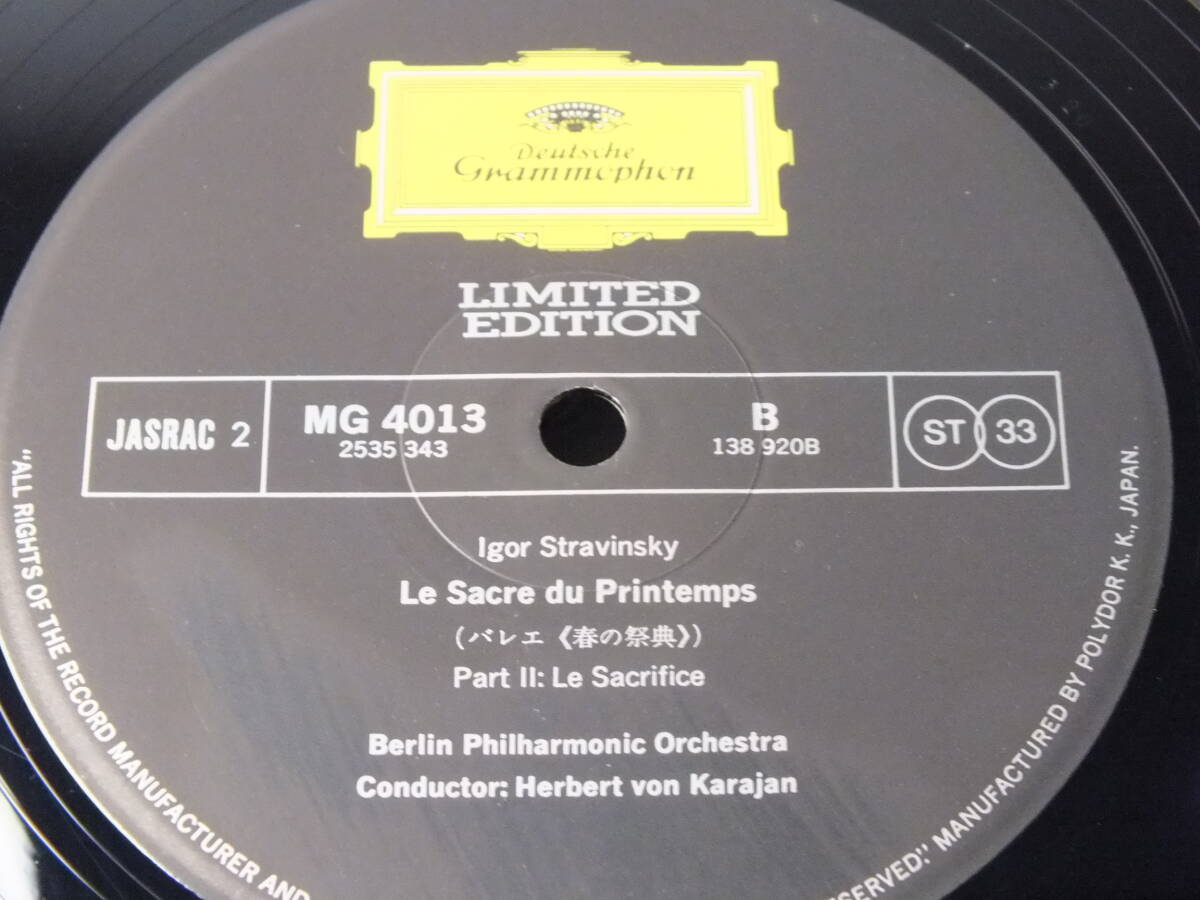 Deutsche
Grammophon
LIMITED
EDITION
JASRAC 2
MG 4013
2535 343
B
138 920B
ST 33
Igor Stravinsky
Le Sacre du Printemps
(バレエ《春の祭典》)
Part II: Le Sacrifice
Berlin Philharmonic Orchestra
Conductor: Herbert von Karajan
"ALL RIGHTS OF THE RECORD MANUFACTURER AND
RESERVED." MANUFACTURED BY POLYDOR K. K., JAPAN.